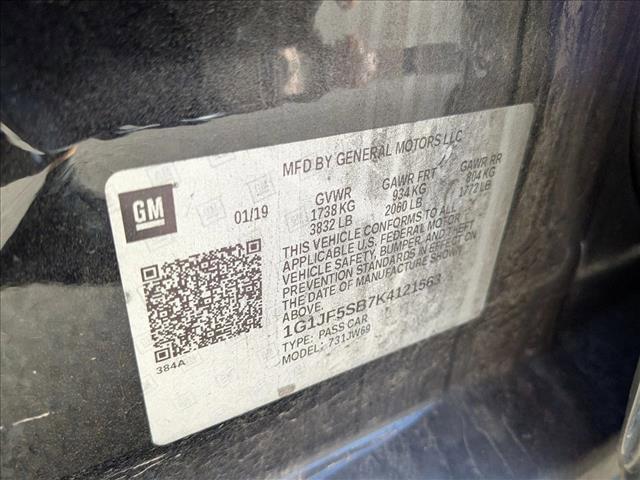 MFD BY GENERAL MOTORS LLC
GM
01/19
GVWR GAWR FRT GAWR RR
1738 KG 934 KG 804 KG
3832 LB 2060 LB 1772 LB
THIS VEHICLE CONFORMS TO ALL
APPLICABLE U.S. FEDERAL MOTOR
VEHICLE SAFETY, BUMPER, AND THEFT
PREVENTION STANDARDS IN EFFECT ON
THE DATE OF MANUFACTURE SHOWN
ABOVE.
1G1JF5SB7K4121563
TYPE: PASS CAR
MODEL: 731JW69
384A